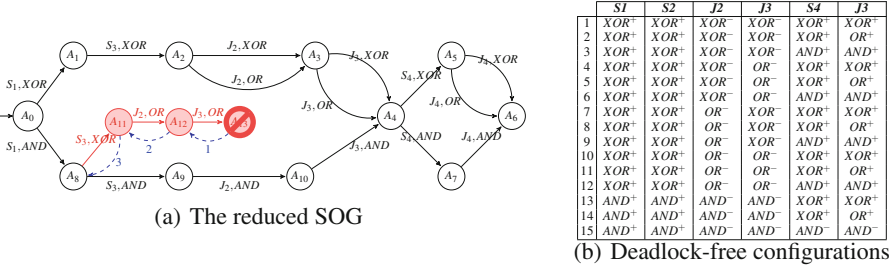 A0
A1
A2
A3
A4
A5
A6
A7
A8
A9
A10
A11
A12
S1, XOR
S1, AND
S3, XOR
J2, XOR
J2, OR
J3, XOR
J3, OR
S4, XOR
S4, AND
J4, XOR
J4, OR
J4, AND
S3, XOR
J2, OR
J3, OR
3
2
1
S3, AND
J2, AND
J3, AND
(a) The reduced SOG
S1 S2 J2 J3 S4 J3
1 XOR+ XOR+ XOR− XOR− XOR+ XOR+
2 XOR+ XOR+ XOR− XOR− XOR+ OR+
3 XOR+ XOR+ XOR− XOR− AND+ AND+
4 XOR+ XOR+ XOR− OR− XOR+ XOR+
5 XOR+ XOR+ XOR− OR− XOR+ OR+
6 XOR+ XOR+ XOR− OR− AND+ AND+
7 XOR+ XOR+ OR− XOR− XOR+ XOR+
8 XOR+ XOR+ OR− XOR− XOR+ OR+
9 XOR+ XOR+ OR− XOR− AND+ AND+
10 XOR+ XOR+ OR− OR− XOR+ XOR+
11 XOR+ XOR+ OR− OR− XOR+ OR+
12 XOR+ XOR+ OR− OR− AND+ AND+
13 AND+ AND+ AND− AND− XOR+ XOR+
14 AND+ AND+ AND− AND− XOR+ OR+
15 AND+ AND+ AND− AND− AND− AND−
(b) Deadlock-free configurations